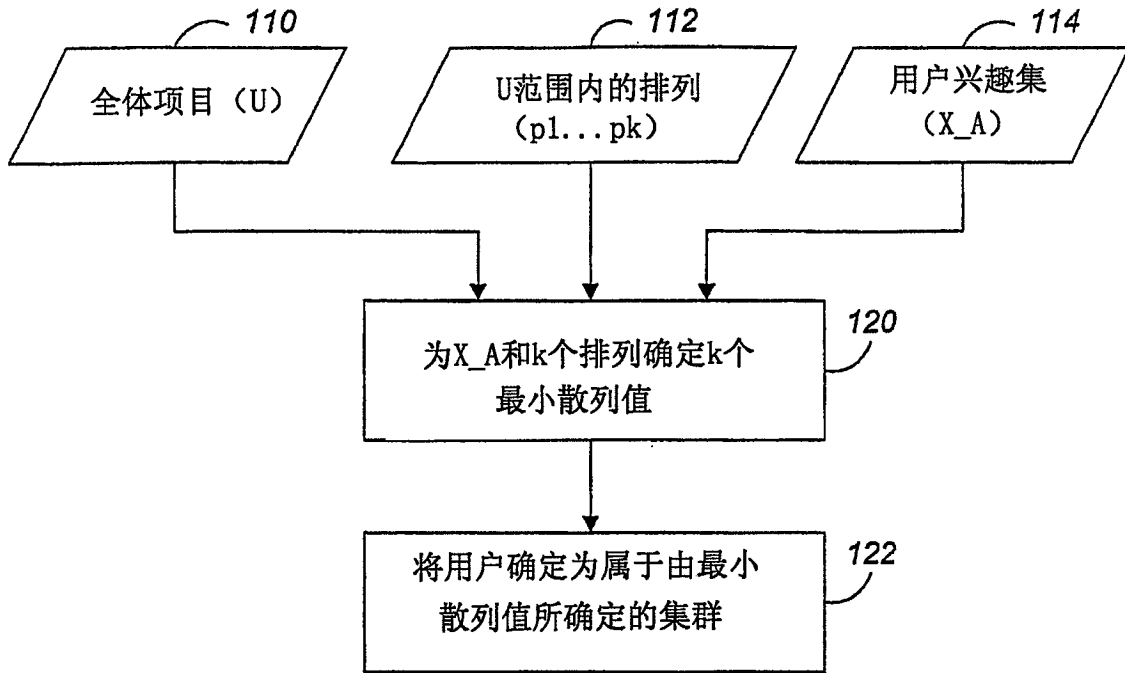 110
112
114
全体项目（U）
U范围内的排列
（p1...pk）
用户兴趣集
（X_A）
120
为X_A和k个排列确定k个
最小散列值
122
将用户确定为属于由最小
散列值所确定的集群